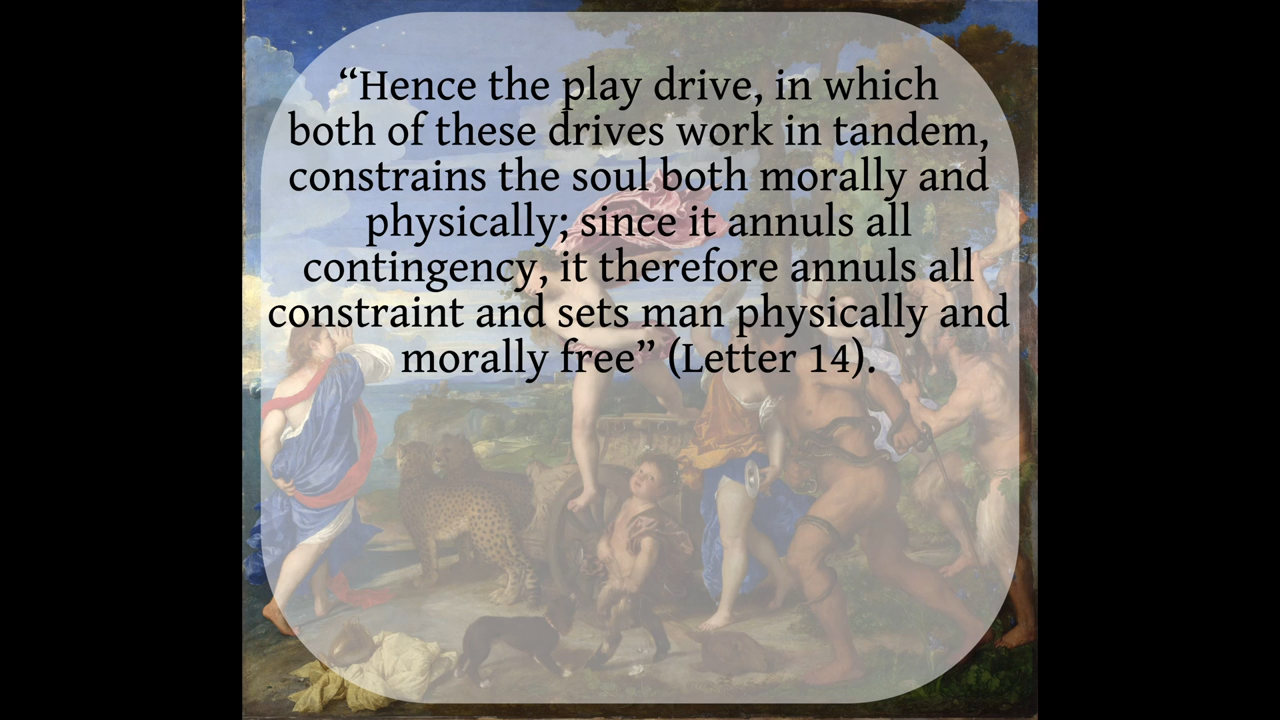 “Hence the play drive, in which
both of these drives work in tandem,
constrains the soul both morally and
physically; since it annuls all
contingency, it therefore annuls all
constraint and sets man physically and
morally free” (Letter 14).